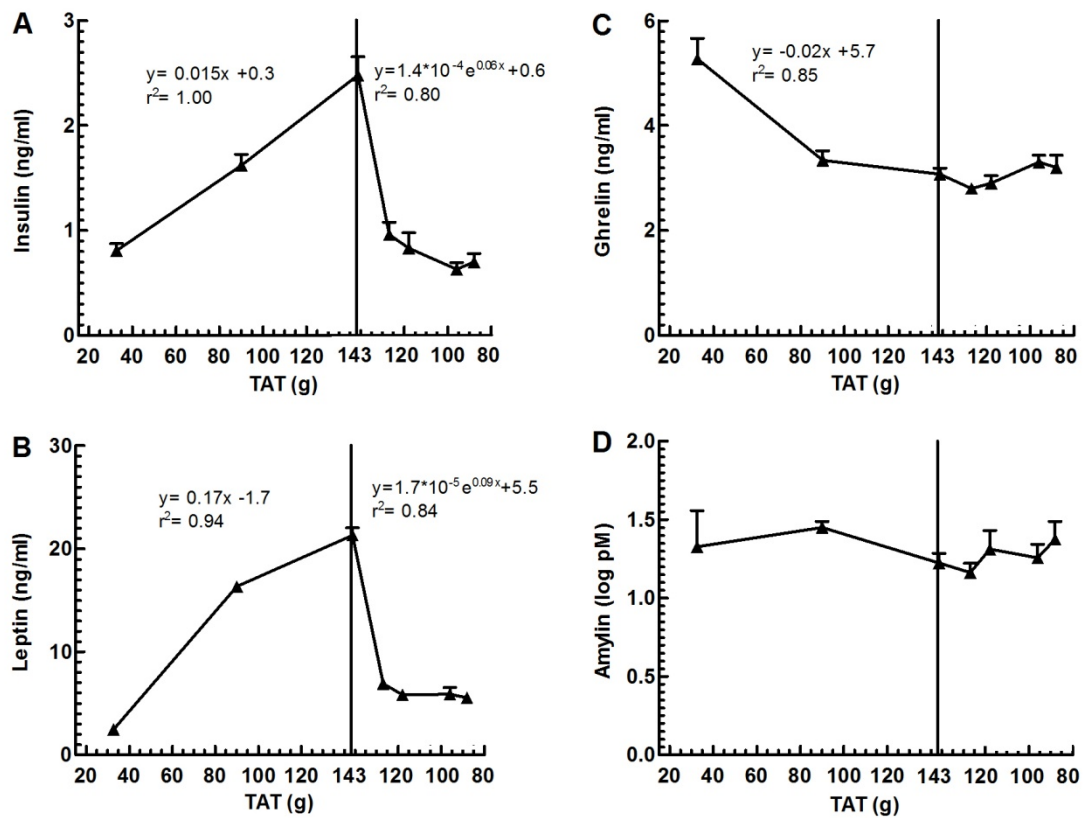 A
Insulin (ng/ml)
3
2
1
0
y= 0.015x +0.3
r²= 1.00
y=1.4*10⁻⁴ e⁰·⁰⁶ˣ +0.6
r²= 0.80
20 40 60 80 100 120 143 120 100 80
TAT (g)
C
Ghrelin (ng/ml)
6
4
2
0
y= -0.02x +5.7
r²= 0.85
20 40 60 80 100 120 143 120 100 80
TAT (g)
B
Leptin (ng/ml)
30
20
10
0
y= 0.17x -1.7
r²= 0.94
y=1.7*10⁻⁵ e⁰·⁰⁹ˣ +5.5
r²= 0.84
20 40 60 80 100 120 143 120 100 80
TAT (g)
D
Amylin (log pM)
2.0
1.5
1.0
0.5
0.0
20 40 60 80 100 120 143 120 100 80
TAT (g)